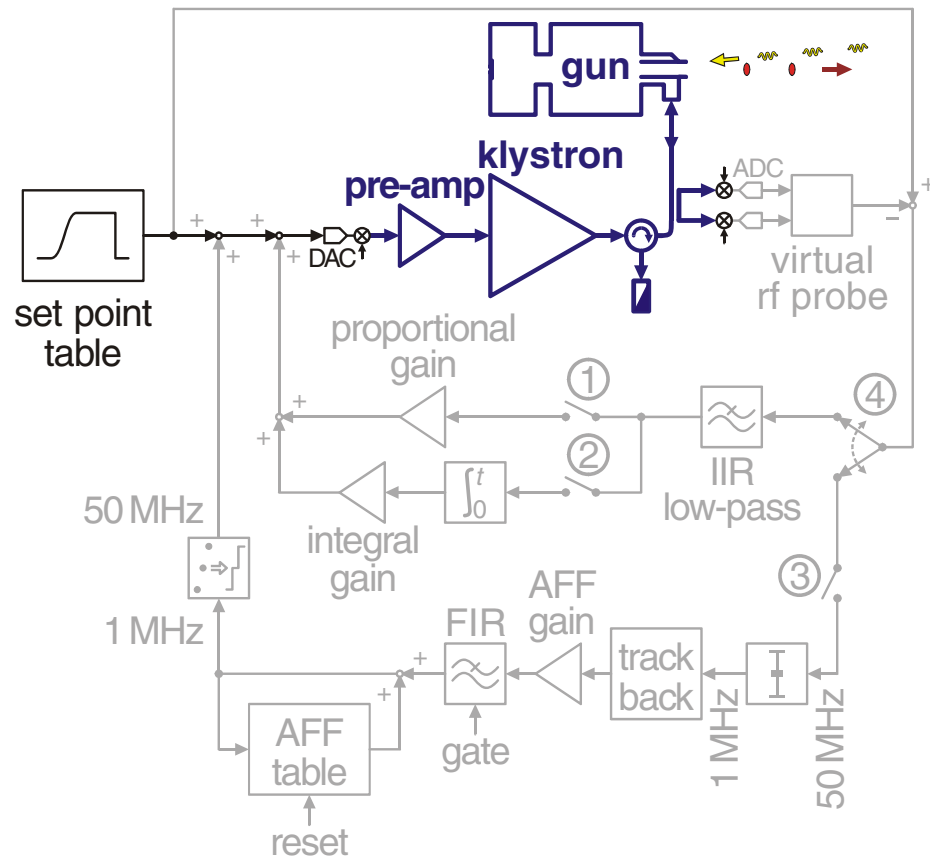 gun
klystron
pre-amp
ADC
+
+
+
+
+
−
DAC
set point
table
virtual
rf probe
proportional
gain
1
4
+
+
2
∫ t 0
IIR
low-pass
50 MHz
integral
gain
3
AFF
gain
1 MHz
FIR
+
+
track
back
1 MHz
50 MHz
AFF
table
gate
reset